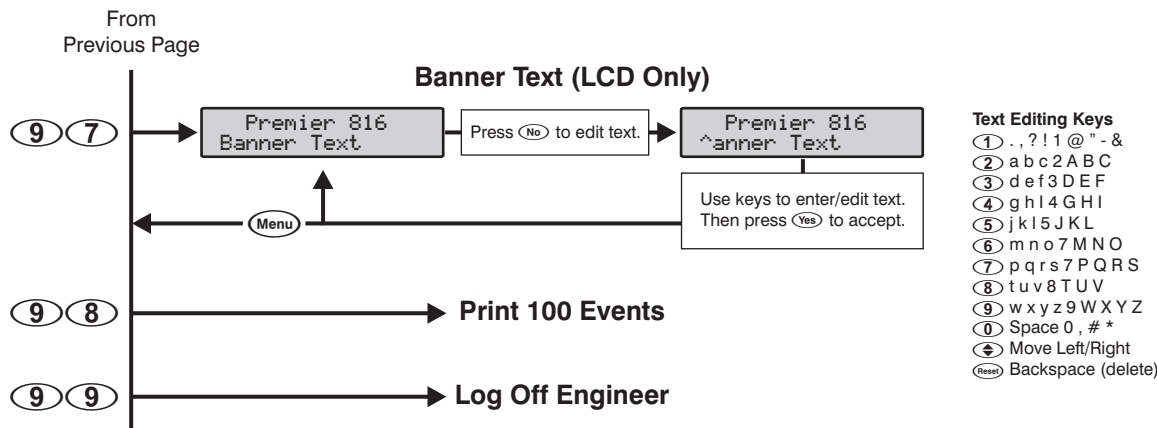 From
Previous Page
Banner Text (LCD Only)
9 7
Premier 816
Banner Text
Press No to edit text.
Premier 816
^anner Text
Use keys to enter/edit text.
Then press Yes to accept.
Menu
9 8
Print 100 Events
9 9
Log Off Engineer
Text Editing Keys
1 . , ? ! 1 @ " - &
2 a b c 2 A B C
3 d e f 3 D E F
4 g h I 4 G H I
5 j k l 5 J K L
6 m n o 7 M N O
7 p q r s 7 P Q R S
8 t u v 8 T U V
9 w x y z 9 W X Y Z
0 Space 0 , # *
Move Left/Right
Reset Backspace (delete)